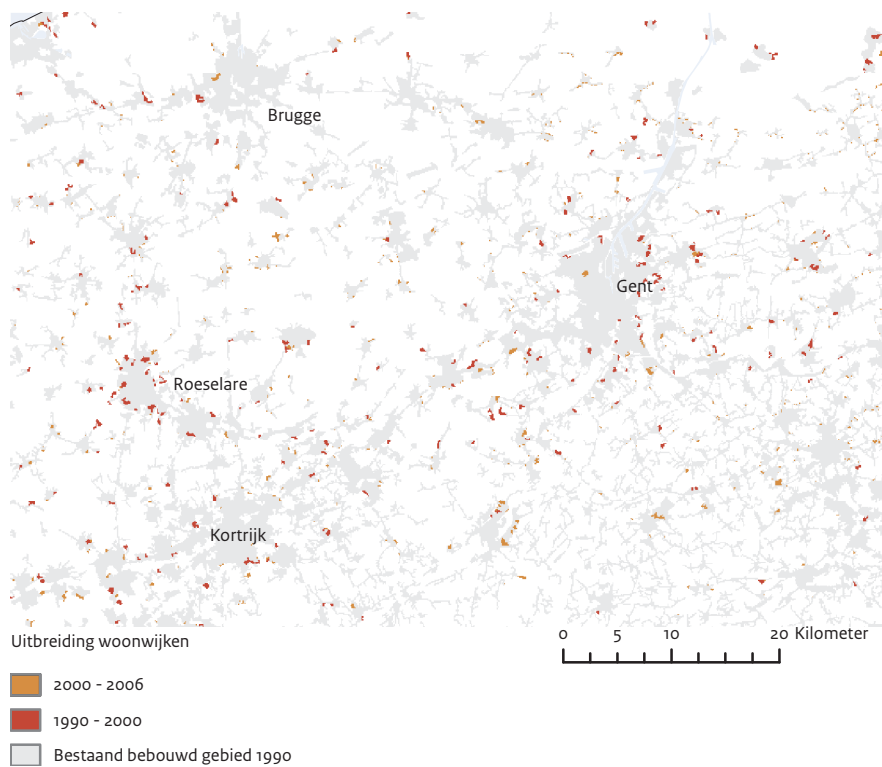 Brugge
Gent
Roeselare
Kortrijk
Uitbreiding woonwijken
0 5 10 20 Kilometer
2000 - 2006
1990 - 2000
Bestaand bebouwd gebied 1990